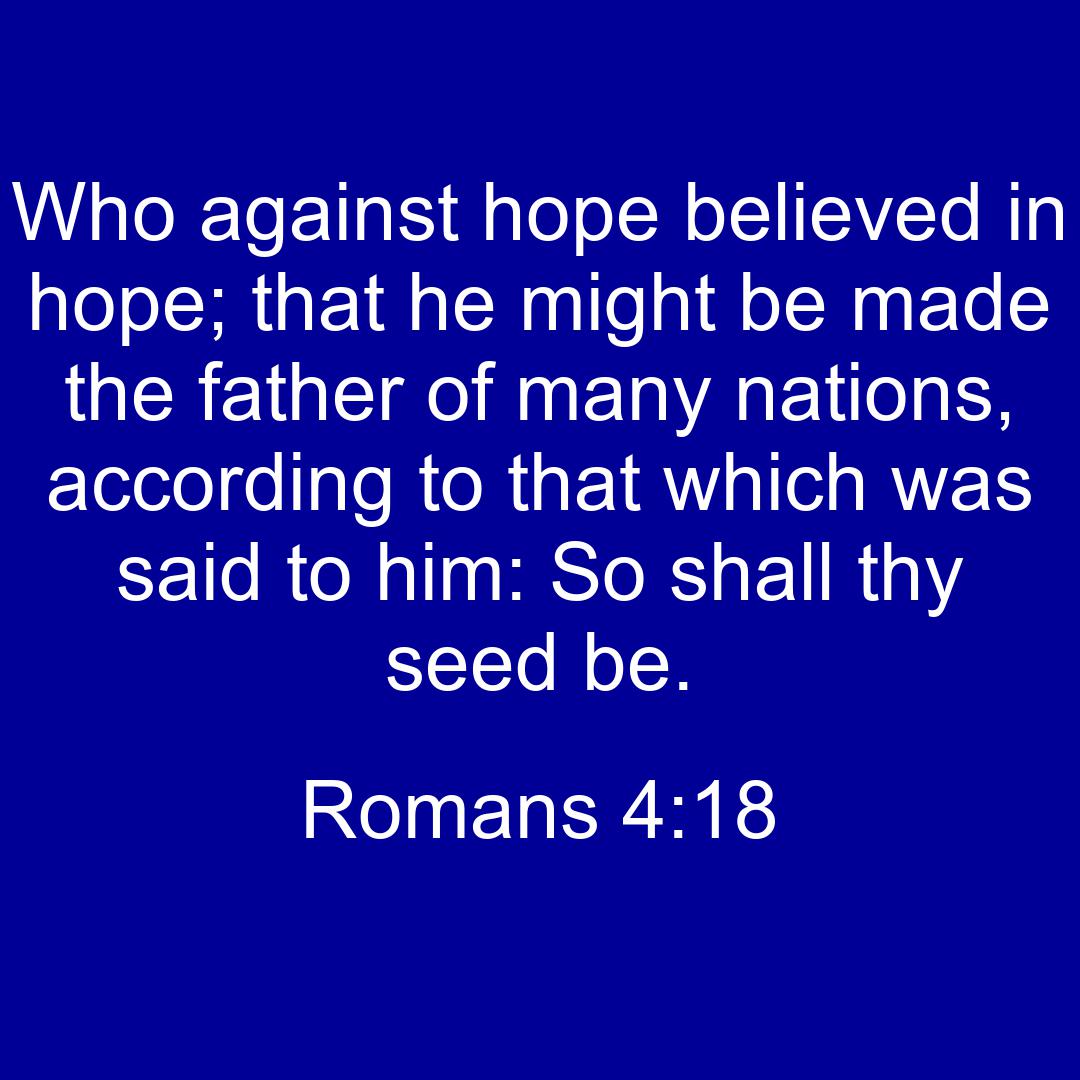 Who against hope believed in
hope; that he might be made
the father of many nations,
according to that which was
said to him: So shall thy
seed be.
Romans 4:18